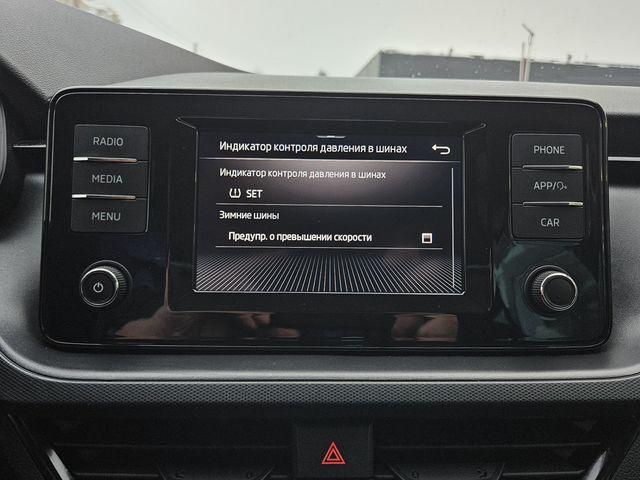 RADIO
MEDIA
MENU
Индикатор контроля давления в шинах
Индикатор контроля давления в шинах
SET
Зимние шины
Предупр. о превышении скорости
PHONE
APP/
CAR